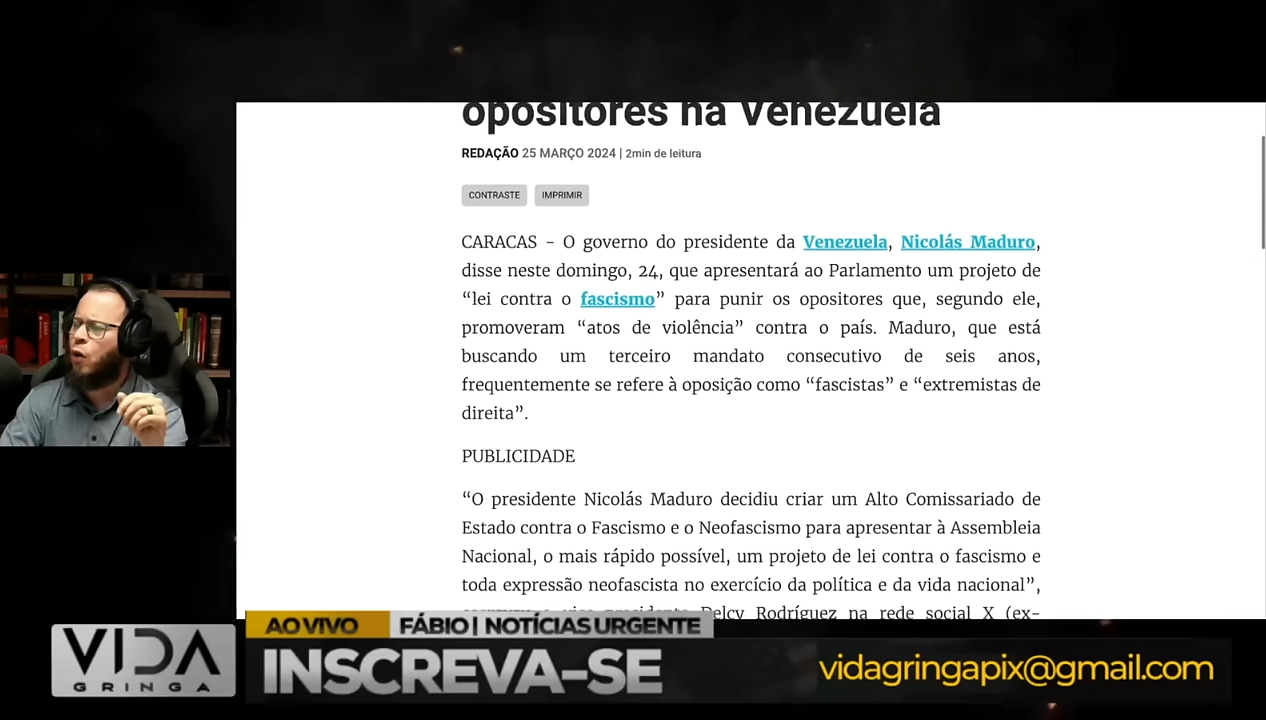 opositores na Venezuela
REDAÇÃO 25 MARÇO 2024 | 2min de leitura
CONTRASTE IMPRIMIR
CARACAS - O governo do presidente da Venezuela, Nicolás Maduro,
disse neste domingo, 24, que apresentará ao Parlamento um projeto de
“lei contra o fascismo” para punir os opositores que, segundo ele,
promoveram “atos de violência” contra o país. Maduro, que está
buscando um terceiro mandato consecutivo de seis anos,
frequentemente se refere à oposição como “fascistas” e “extremistas de
direita”.
PUBLICIDADE
“O presidente Nicolás Maduro decidiu criar um Alto Comissariado de
Estado contra o Fascismo e o Neofascismo para apresentar à Assembleia
Nacional, o mais rápido possível, um projeto de lei contra o fascismo e
toda expressão neofascista no exercício da política e da vida nacional”,
Delcy Rodríguez na rede social X (ex-
AO VIVO FÁBIO | NOTÍCIAS URGENTE
VIDA
GRINGA
INSCREVA-SE
vidagringapix@gmail.com